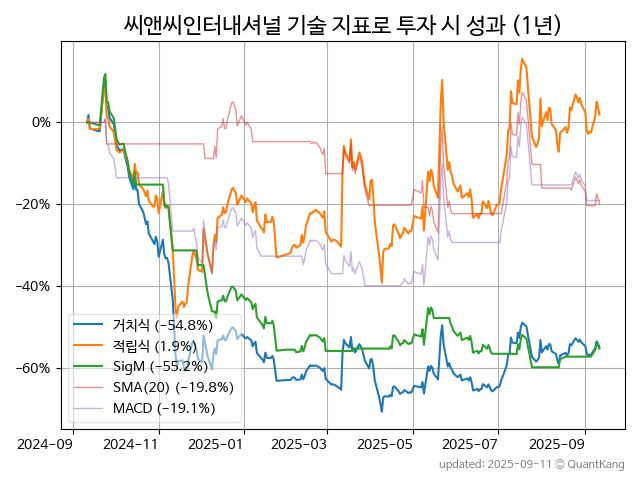 씨앤씨인터내셔널 기술 지표로 투자 시 성과 (1년)
0%
−20%
−40%
−60%
거치식 (−54.8%)
적립식 (1.9%)
SigM (−55.2%)
SMA(20) (−19.8%)
MACD (−19.1%)
2024-09 2024-11 2025-01 2025-03 2025-05 2025-07 2025-09
updated: 2025-09-11 © QuantKang